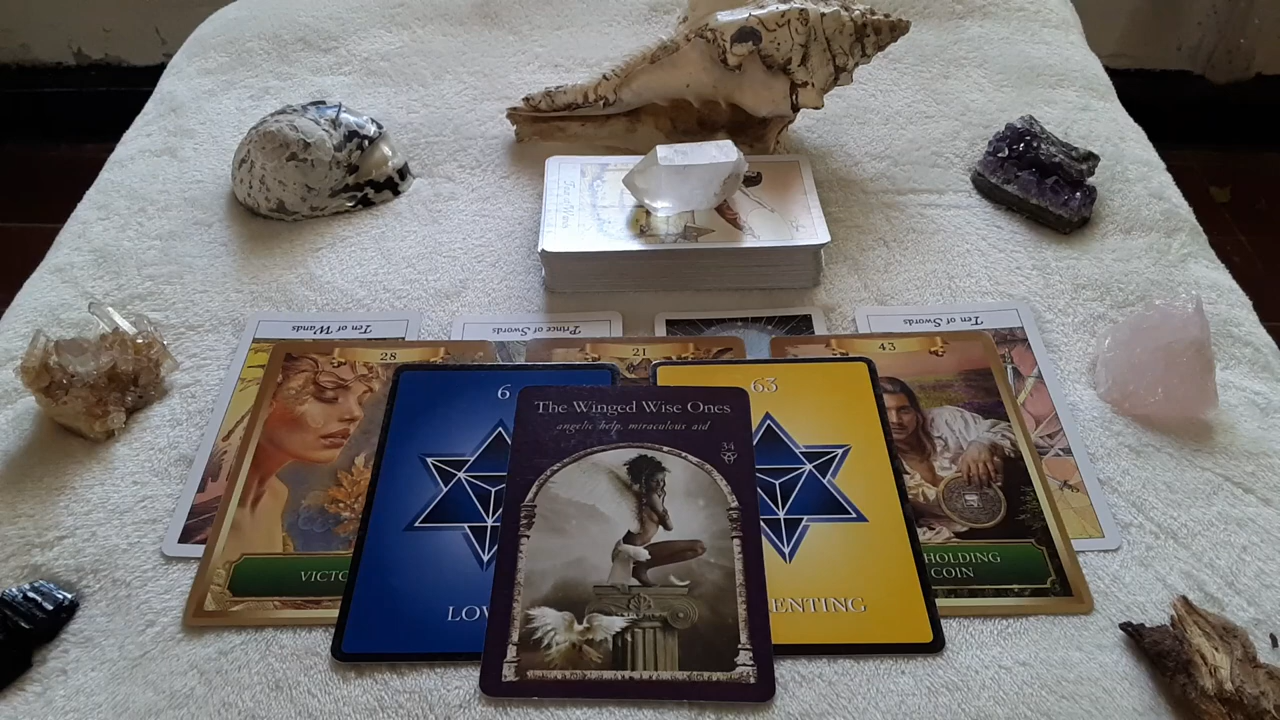 Ten of Wands
Prince of Swords
Ten of Swords
28
21
43
6
63
The Winged Wise Ones
angelic help, miraculous aid
34
VICTO
LOV
ENTING
HOLDING
COIN